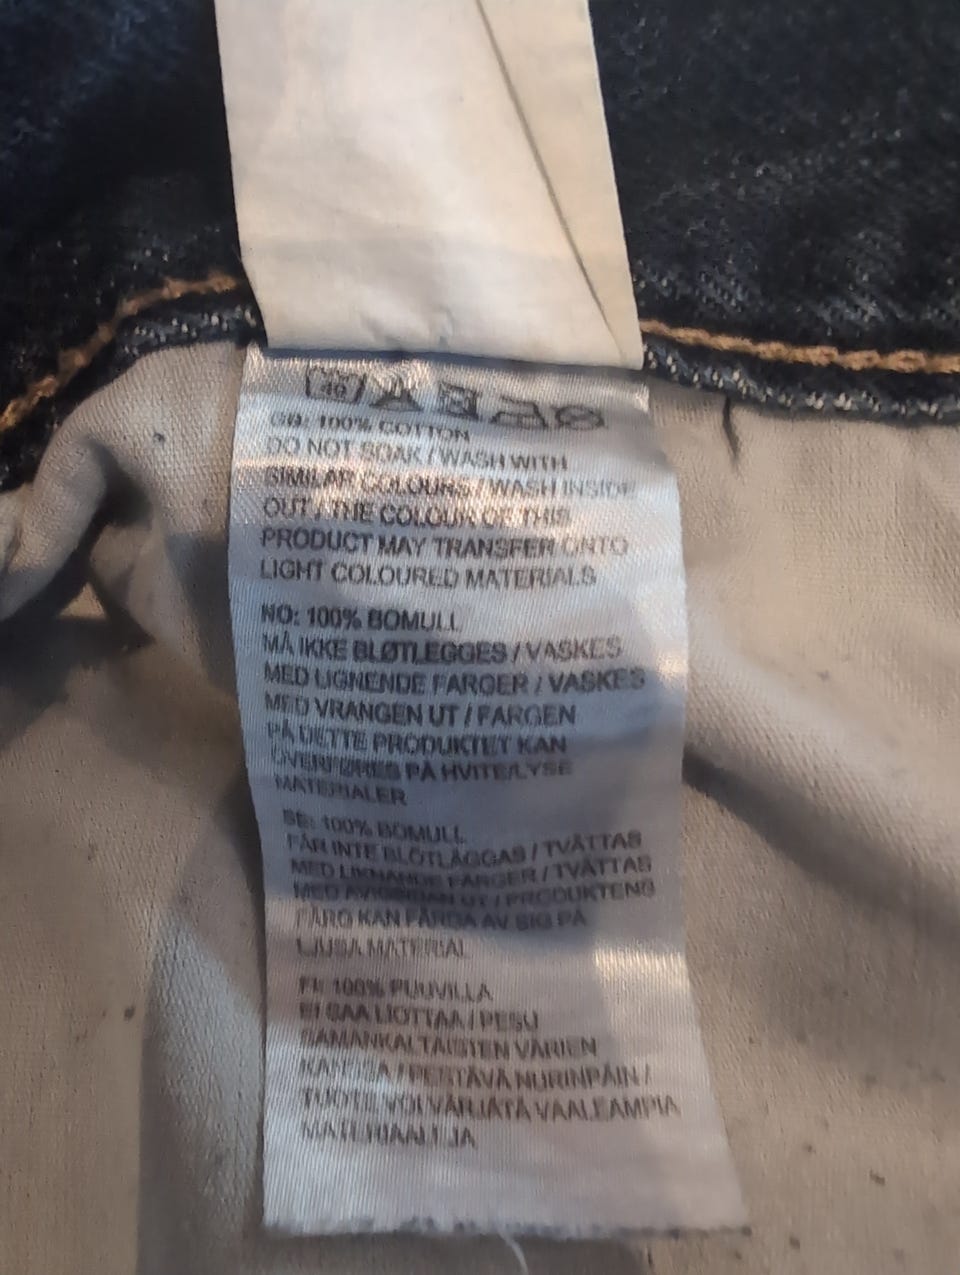 40
GB: 100% COTTON
DO NOT SOAK / WASH WITH
SIMILAR COLOURS / WASH INSIDE
OUT / THE COLOUR OF THIS
PRODUCT MAY TRANSFER ONTO
LIGHT COLOURED MATERIALS
NO: 100% BOMULL
MÅ IKKE BLØTLEGGES / VASKES
MED LIGNENDE FARGER / VASKES
MED VRANGEN UT / FARGEN
PÅ DETTE PRODUKTET KAN
OVERFØRES PÅ HVITE/LYSE
MATERIALER
SE: 100% BOMULL
FÅR INTE BLÖTLÄGGAS / TVÄTTAS
MED LIKNANDE FÄRGER / TVÄTTAS
MED AVIGSIDAN UT / PRODUKTENS
FÄRG KAN FÄRGA AV SIG PÅ
LJUSA MATERIAL
FI: 100% PUUVILLA
EI SAA LIOTTAA / PESU
SAMANKALTAISTEN VÄRIEN
KANSSA / PESTÄVÄ NURINPÄIN /
TUOTE VOI VÄRJÄTÄ VAALEAMPIA
MATERIAALEJA